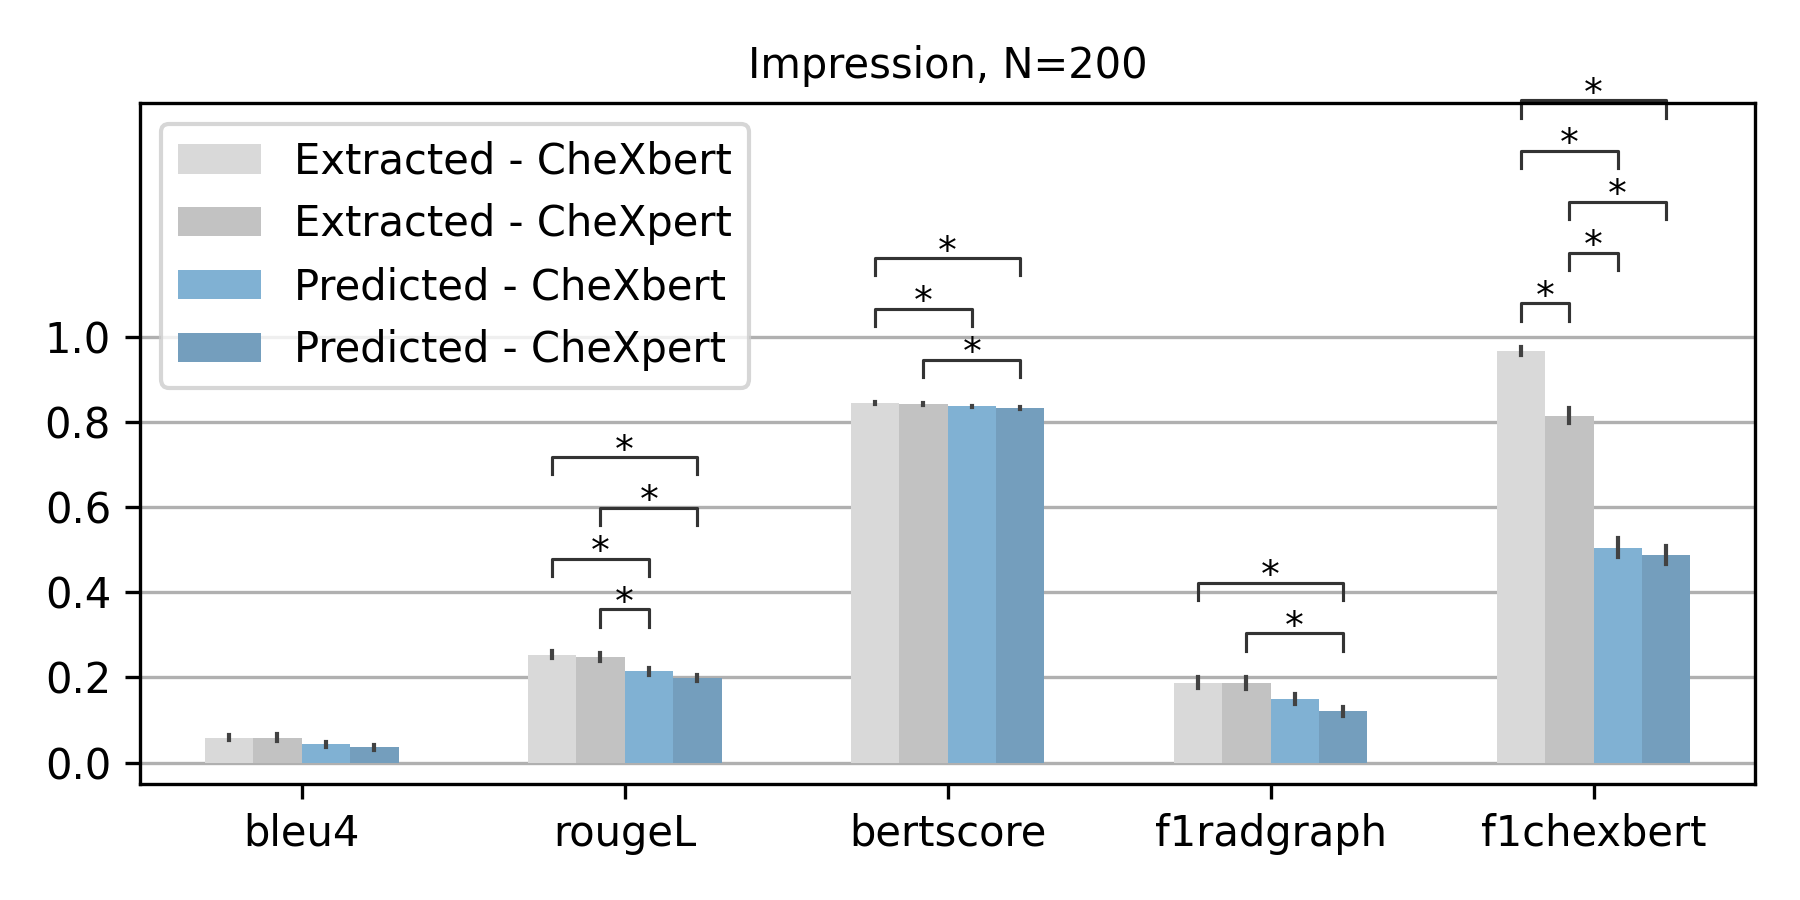 Impression, N=200
Extracted - CheXbert
Extracted - CheXpert
Predicted - CheXbert
Predicted - CheXpert
1.0
0.8
0.6
0.4
0.2
0.0
* * * *
* * *
* *
* * * * *
bleu4 rougeL bertscore f1radgraph f1chexbert